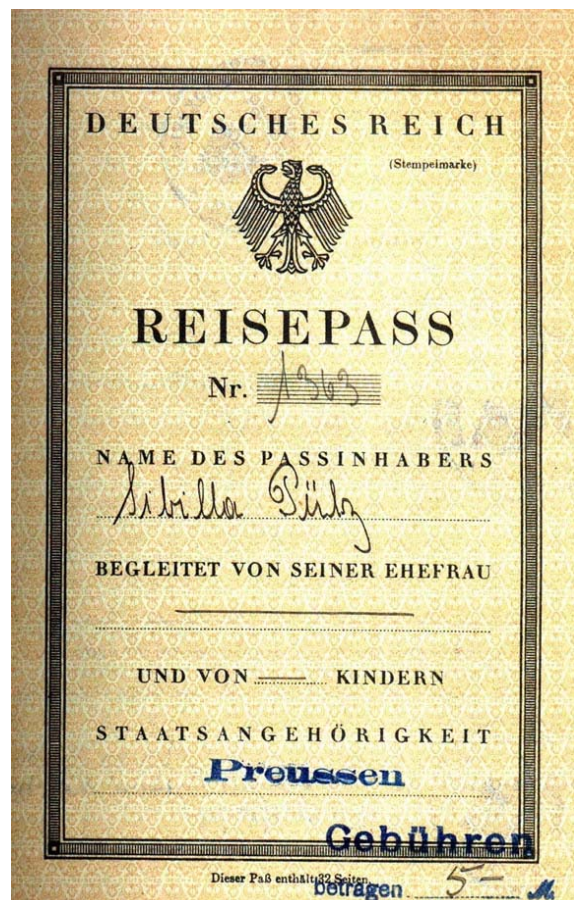 DEUTSCHES REICH
(Stempelmarke)
REISEPASS
Nr. 1363
NAME DES PASSINHABERS
Sibilla Pütz
BEGLEITET VON SEINER EHEFRAU
UND VON KINDERN
STAATSANGEHÖRIGKEIT
Preussen
Gebühren
Dieser Paß enthält 32 Seiten
betragen 5- M.